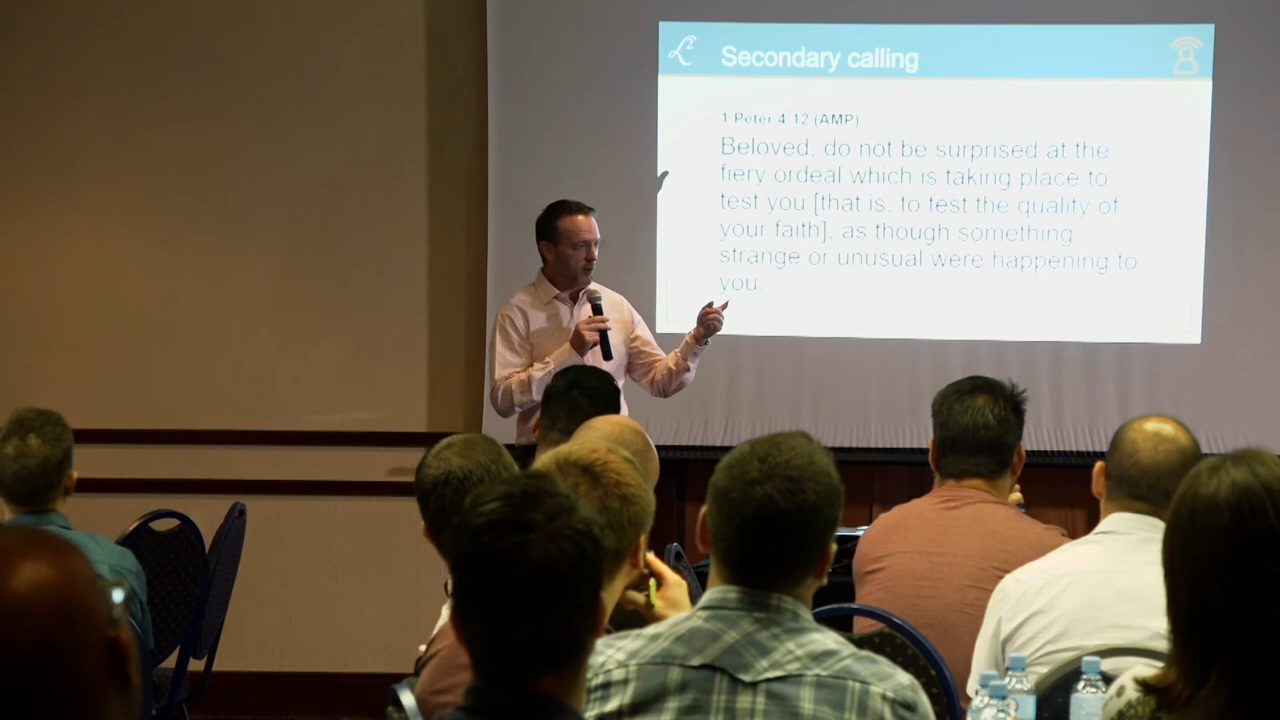 L²
Secondary calling
1 Peter 4 12 (AMP)
Beloved, do not be surprised at the
fiery ordeal which is taking place to
test you [that is, to test the quality of
your faith], as though something
strange or unusual were happening to
you.